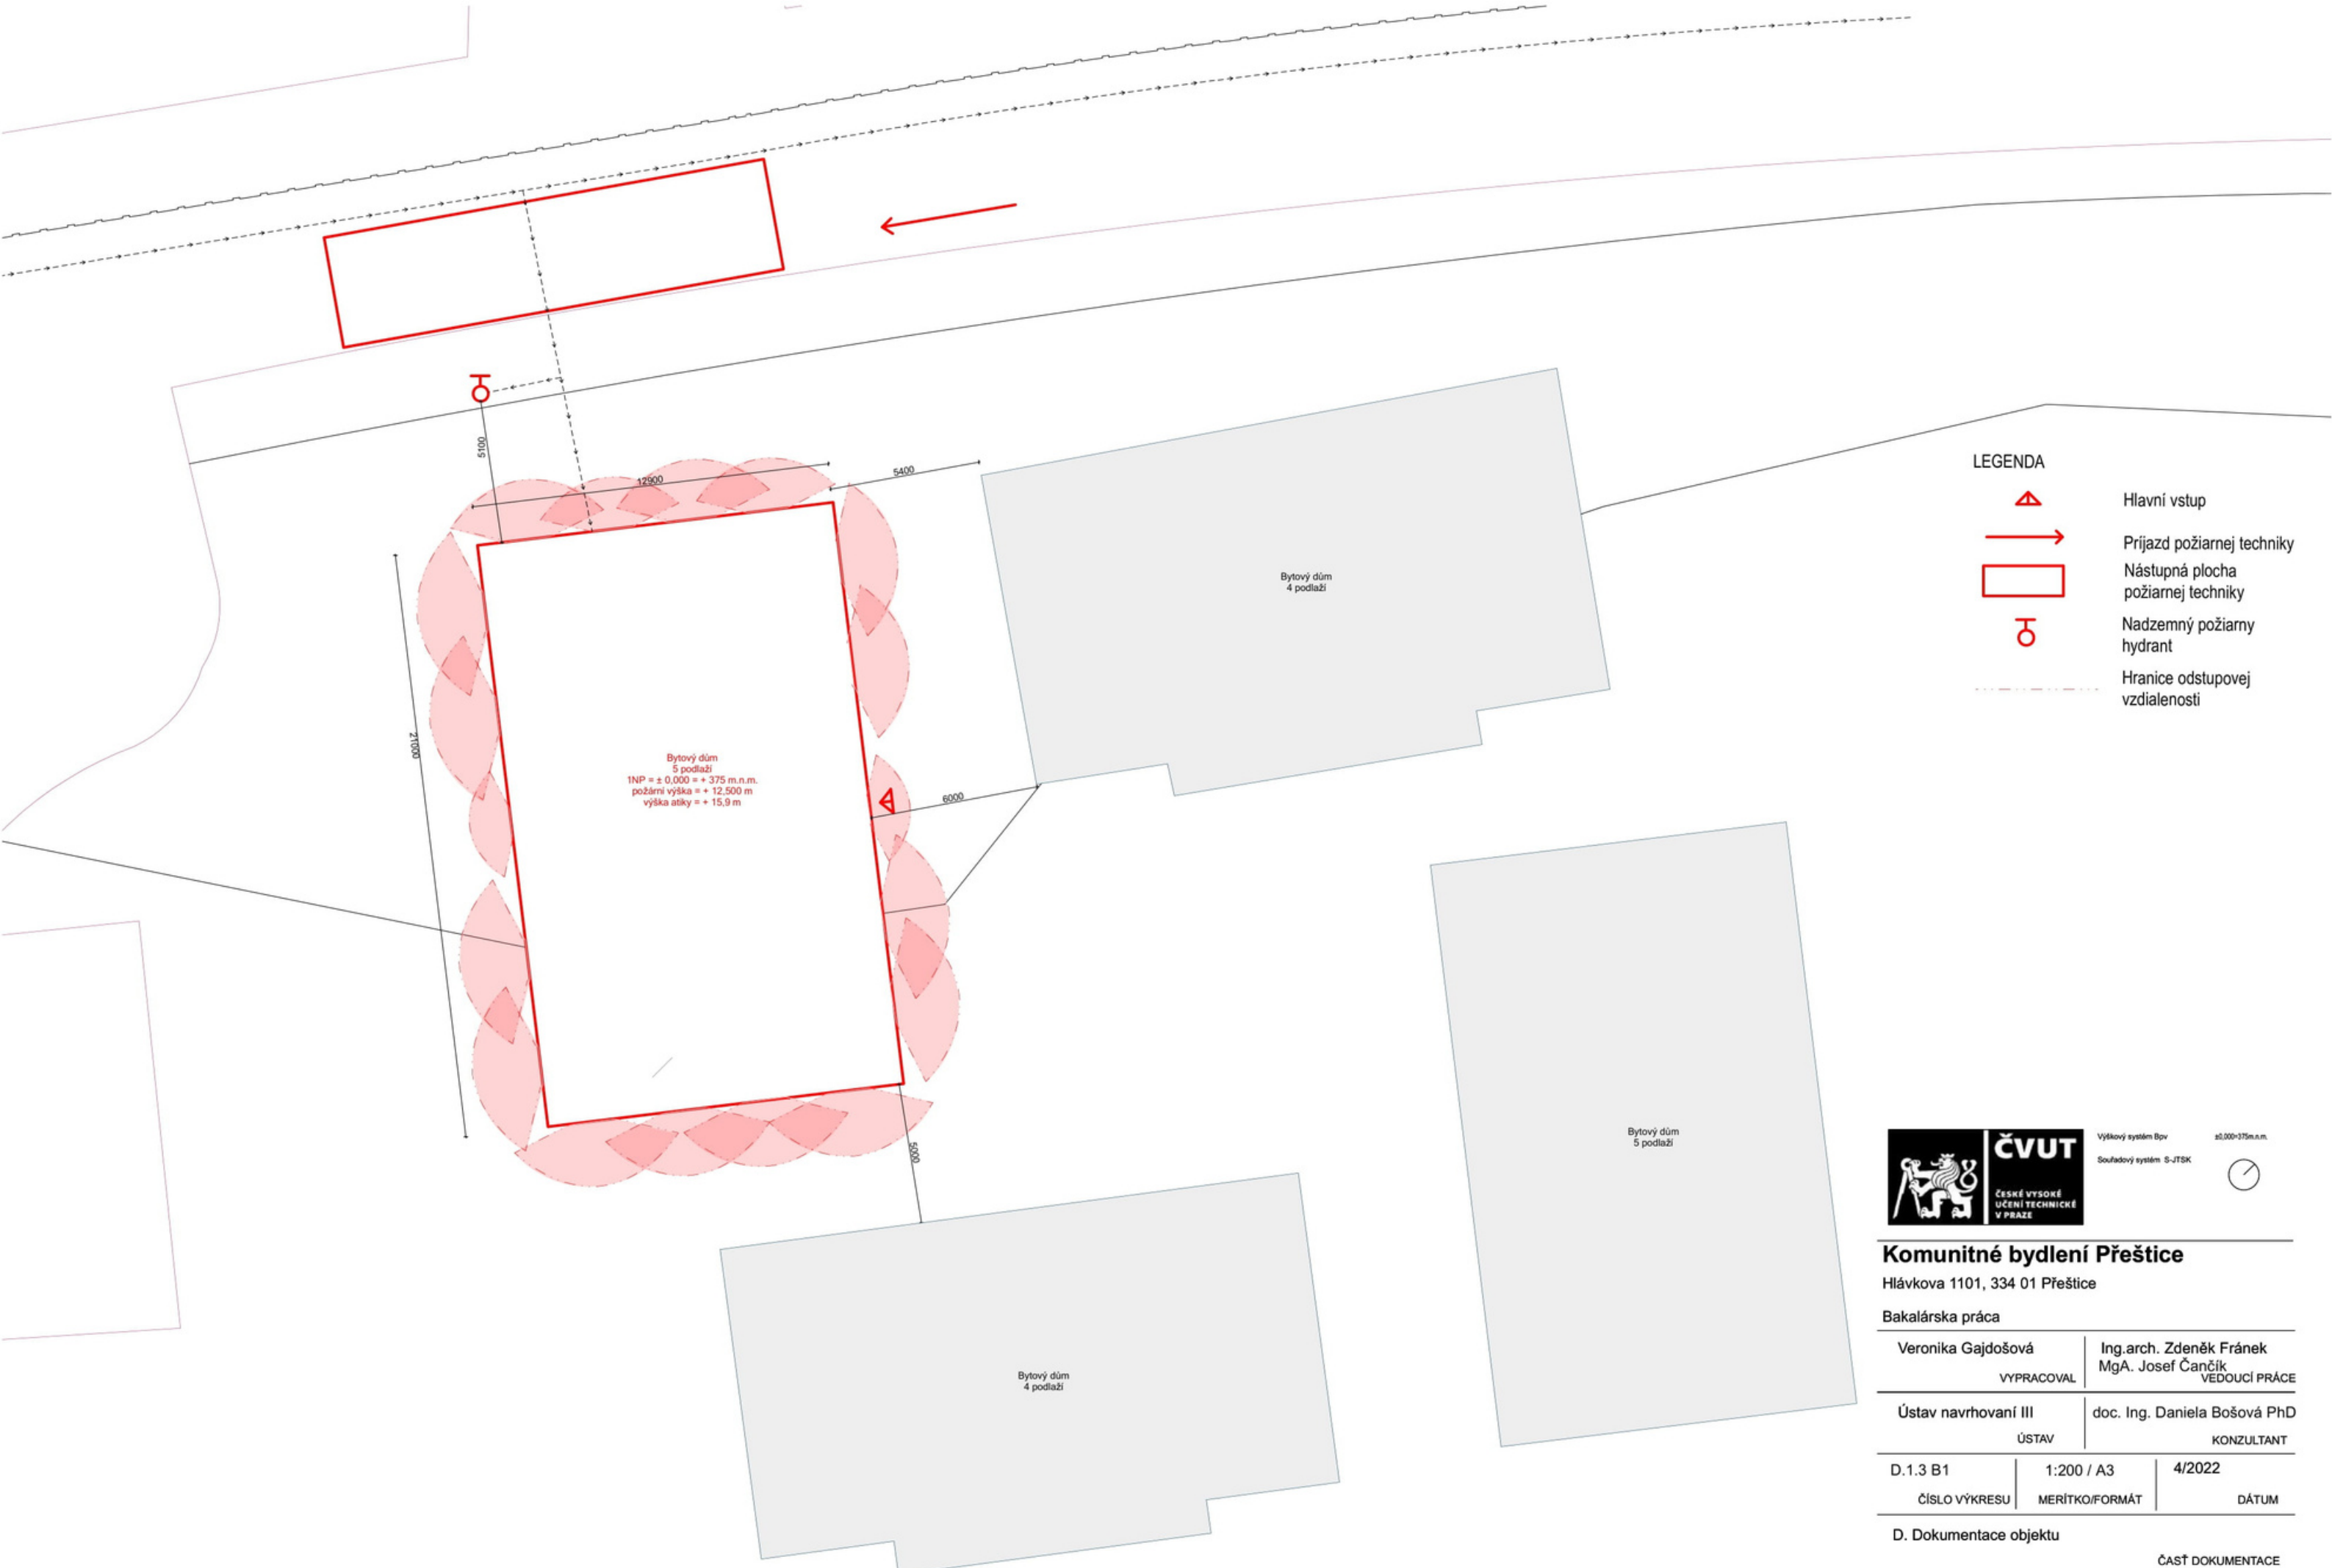 5100
12900
5400
Bytový dům
4 podlaží
21000
Bytový dům
5 podlaží
1NP = ± 0,000 = + 375 m.n.m.
požární výška = + 12,500 m
výška atiky = + 15,9 m
6000
5000
Bytový dům
5 podlaží
Bytový dům
4 podlaží
LEGENDA
Hlavní vstup
Príjazd požiarnej techniky
Nástupná plocha
požiarnej techniky
Nadzemný požiarny
hydrant
Hranice odstupovej
vzdialenosti
ČVUT
ČESKÉ VYSOKÉ
UČENÍ TECHNICKÉ
V PRAZE
Výškový systém Bpv ±0,000=375m.n.m.
Souřadový systém S-JTSK
Komunitné bydlení Přeštice
Hlávkova 1101, 334 01 Přeštice
Bakalárska práca
Veronika Gajdošová
VYPRACOVAL
Ing.arch. Zdeněk Fránek
MgA. Josef Čančík
VEDOUCÍ PRÁCE
Ústav navrhovaní III
ÚSTAV
doc. Ing. Daniela Bošová PhD
KONZULTANT
D.1.3 B1
ČÍSLO VÝKRESU
1:200 / A3
MERÍTKO/FORMÁT
4/2022
DÁTUM
D. Dokumentace objektu
ČASŤ DOKUMENTACE